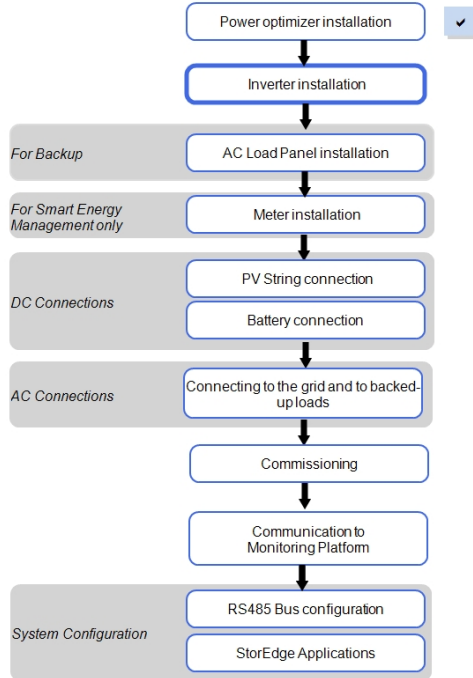 Power optimizer installation
Inverter installation
For Backup
AC Load Panel installation
For Smart Energy
Management only
Meter installation
DC Connections
PV String connection
Battery connection
AC Connections
Connecting to the grid and to backed-
up loads
Commissioning
Communication to
Monitoring Platform
System Configuration
RS485 Bus configuration
StorEdge Applications